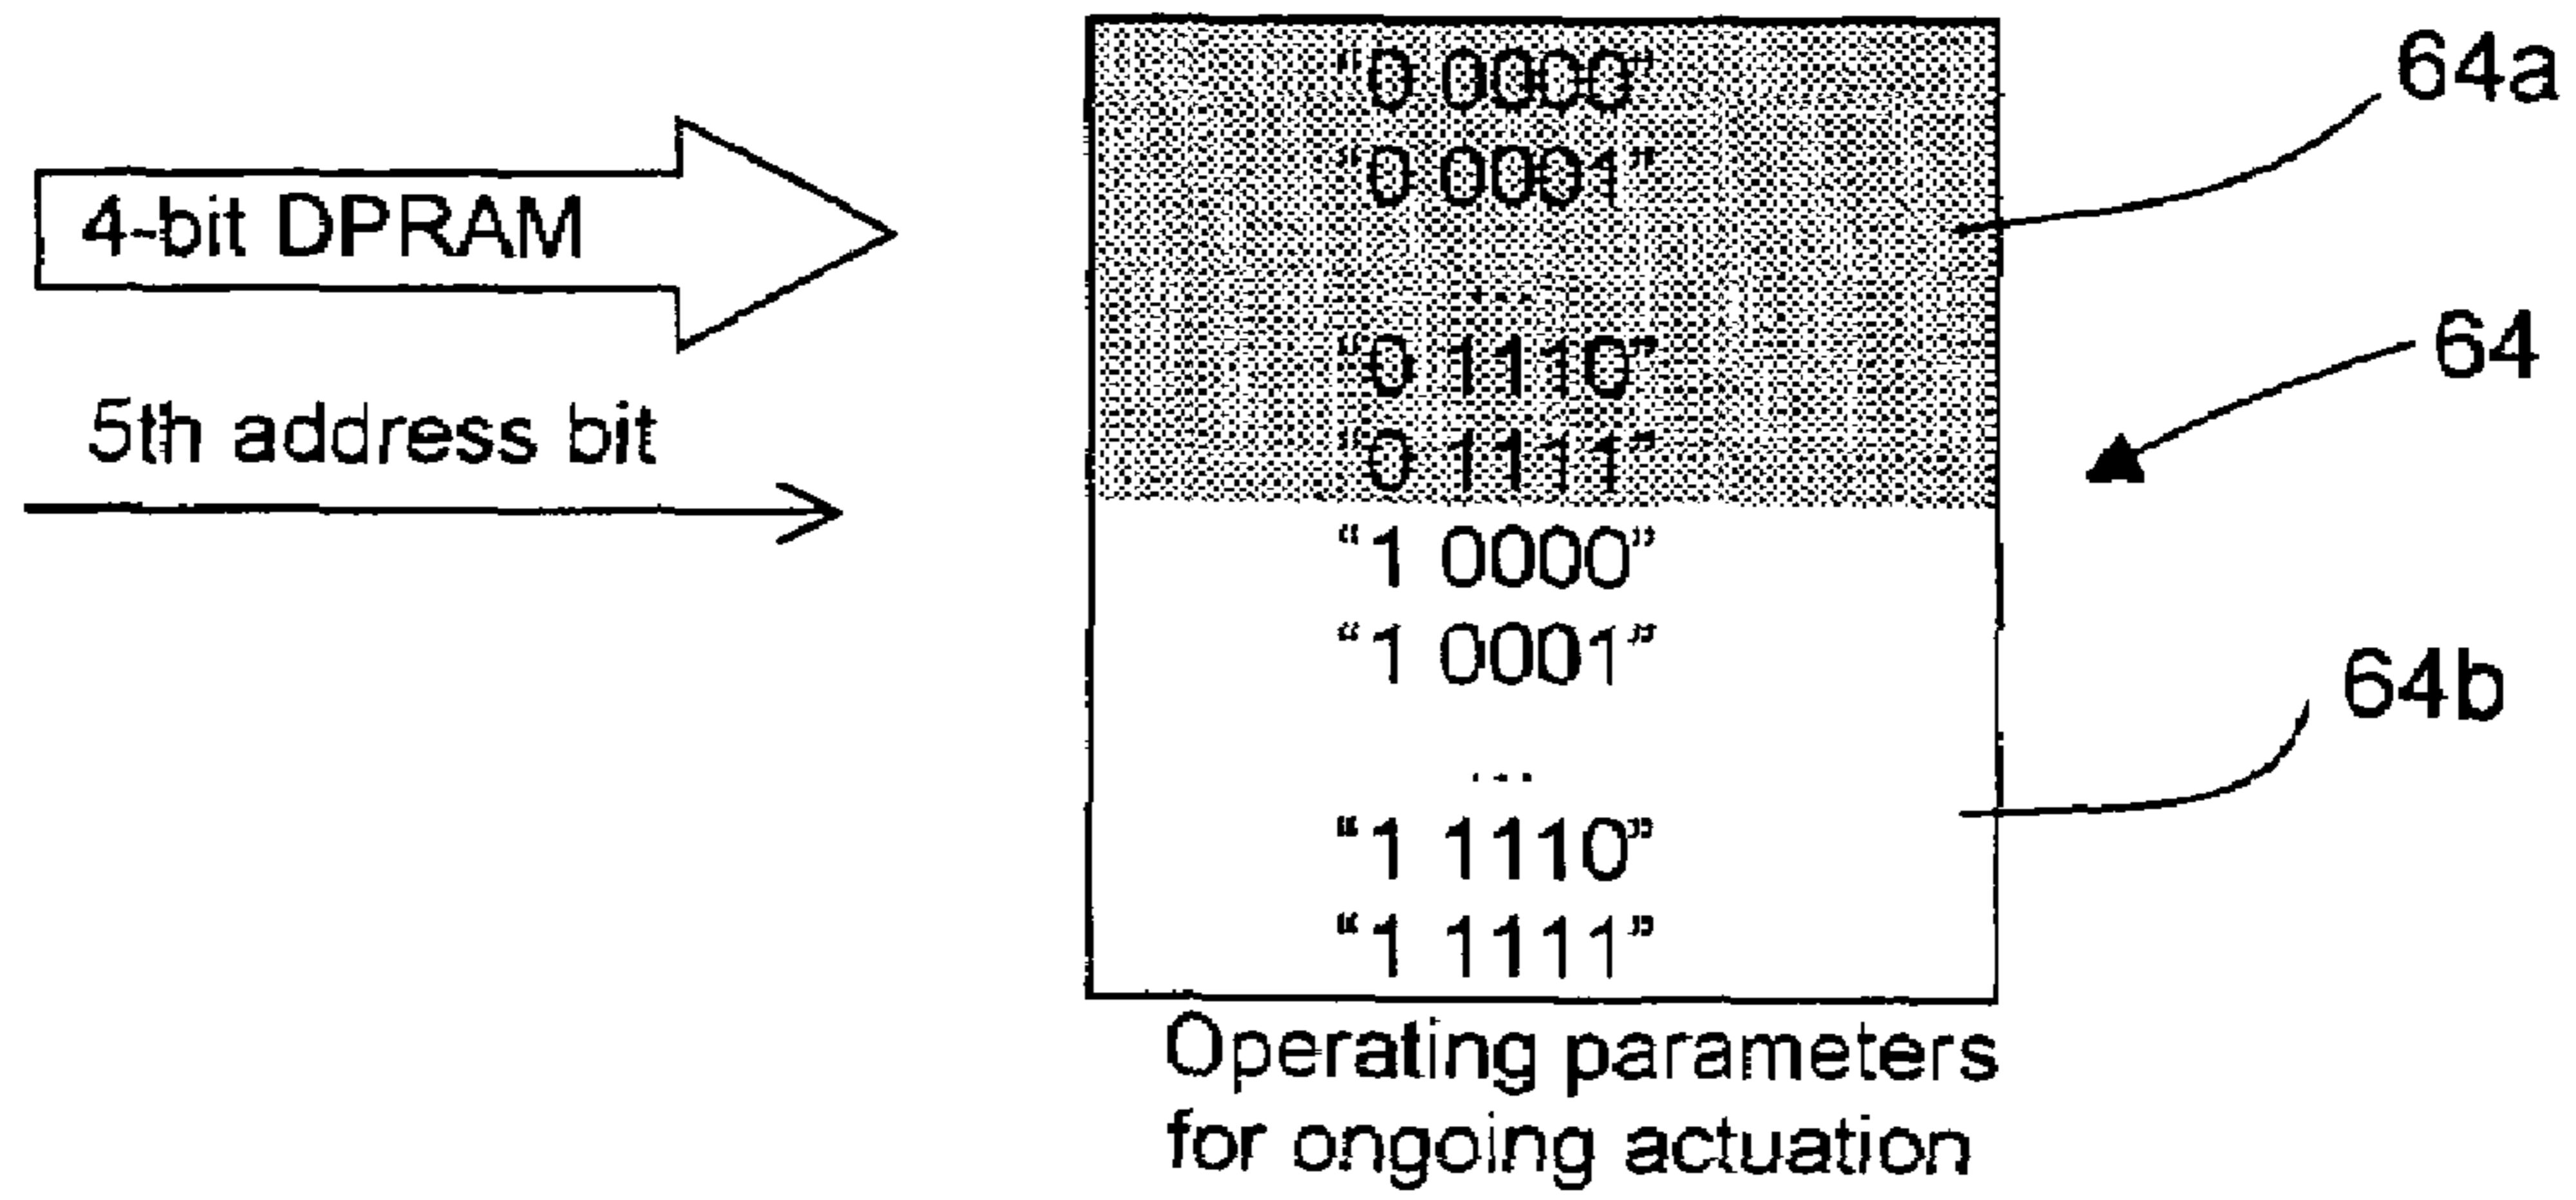 4-bit DPRAM
5th address bit
“0 0000”
“0 0001”
...
“0 1110”
“0 1111”
“1 0000”
“1 0001”
...
“1 1110”
“1 1111”
Operating parameters
for ongoing actuation
64a
64
64b